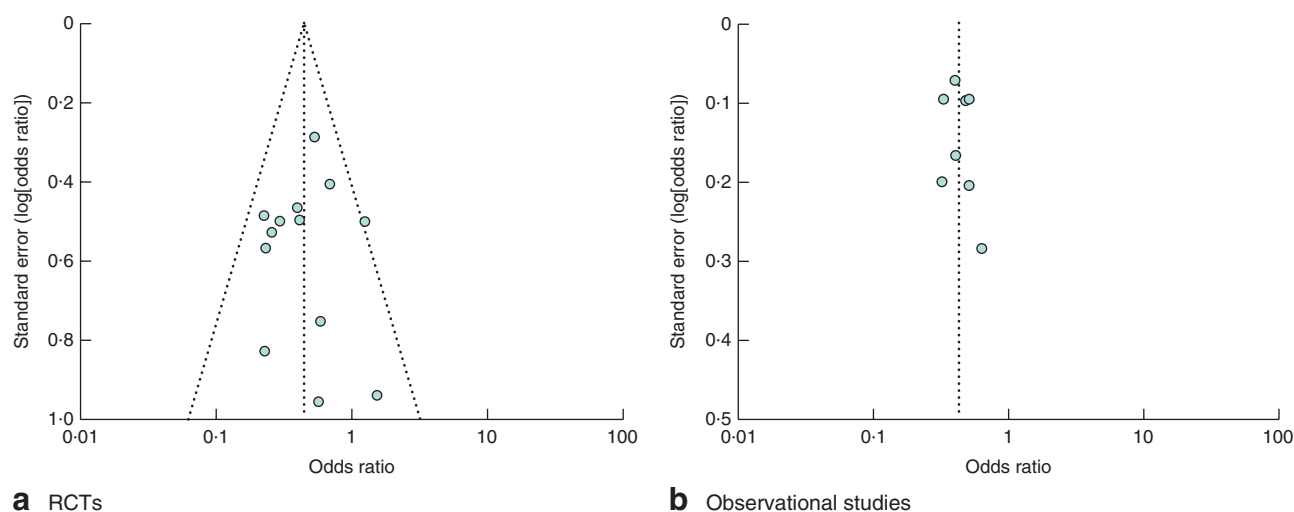 0
0·2
0·4
0·6
0·8
1·0
Standard error (log[odds ratio])
0·01 0·1 1 10 100
Odds ratio
a RCTs
0
0·1
0·2
0·3
0·4
0·5
Standard error (log[odds ratio])
0·01 0·1 1 10 100
Odds ratio
b Observational studies